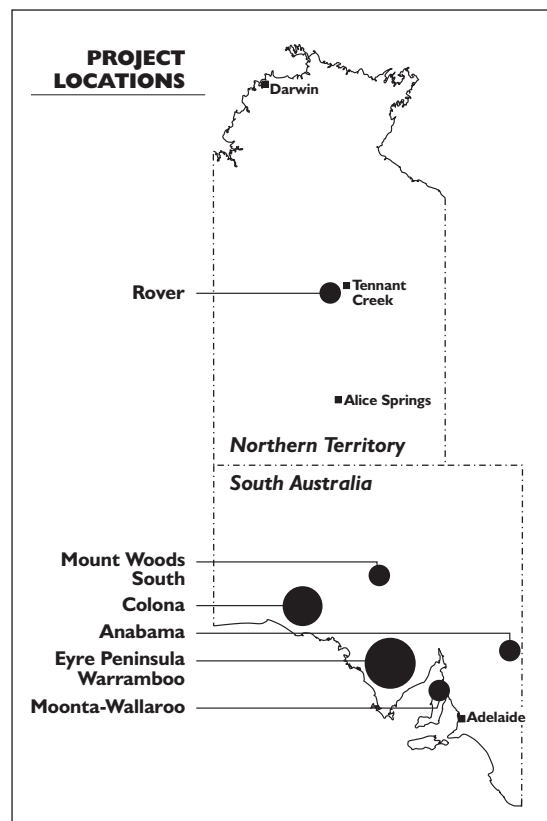 PROJECT
LOCATIONS
Darwin
Rover
Tennant
Creek
Alice Springs
Northern Territory
South Australia
Mount Woods
South
Colona
Anabama
Eyre Peninsula
Warramboo
Moonta-Wallaroo
Adelaide